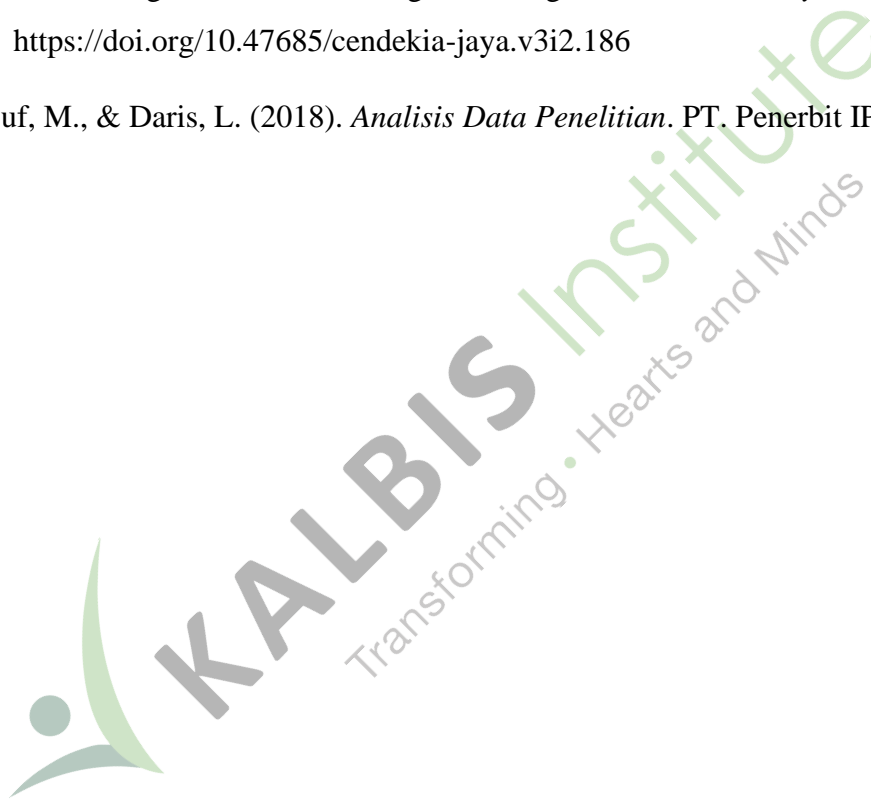 https://doi.org/10.47685/cendekia-jaya.v3i2.186
uf, M., & Daris, L. (2018). Analisis Data Penelitian. PT. Penerbit
KALBIS Institute
Transforming • Hearts and Minds